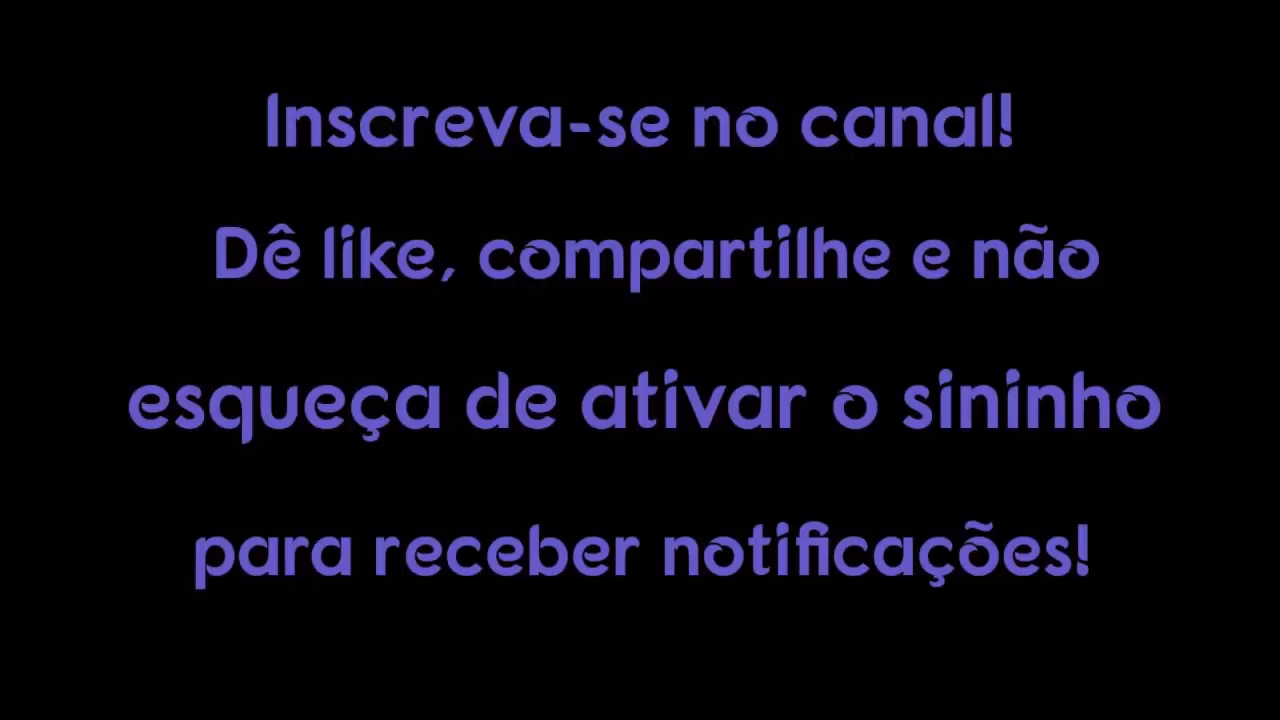 Inscreva-se no canal!
Dê like, compartilhe e não
esqueça de ativar o sininho
para receber notificações!